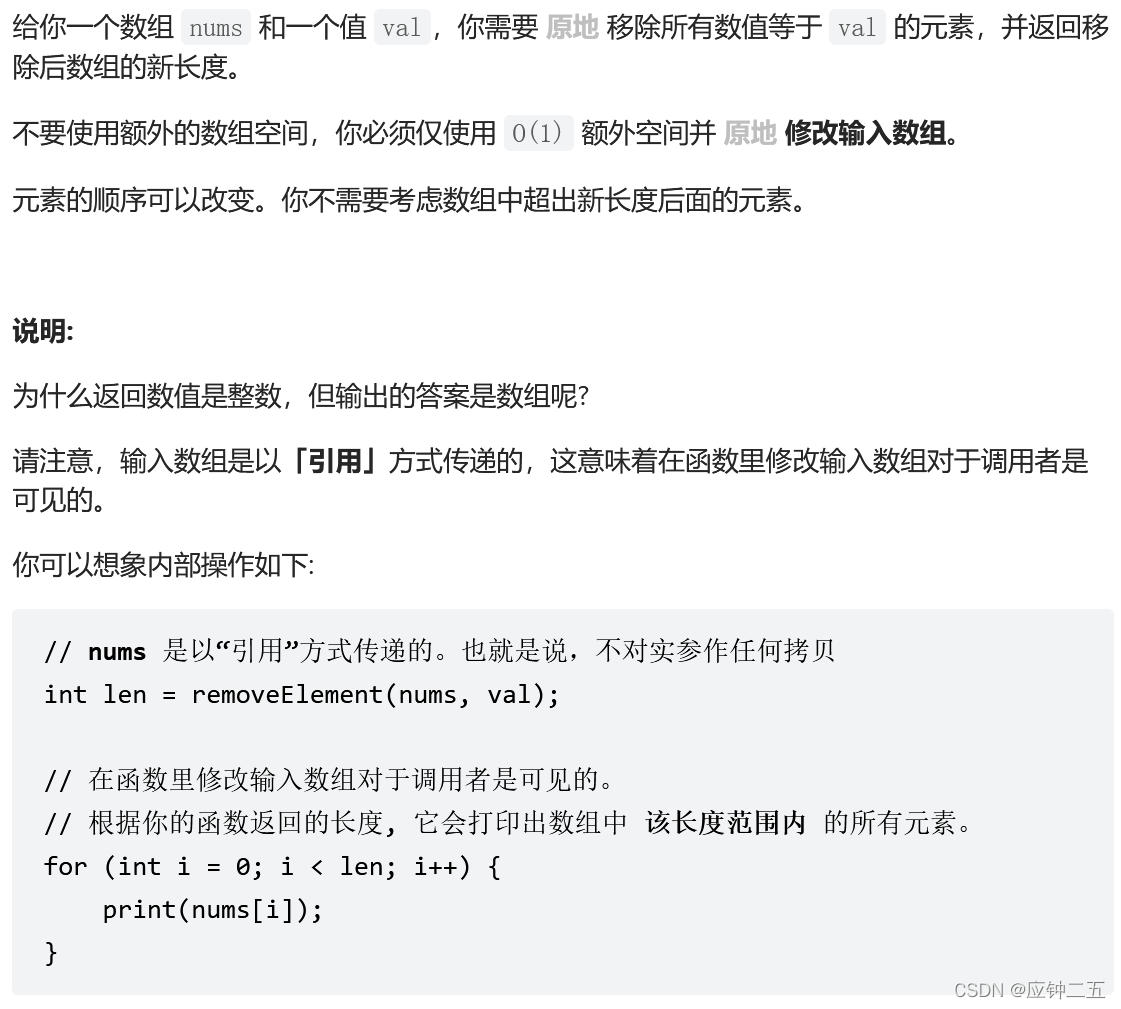 给你一个数组 nums 和一个值 val，你需要 原地 移除所有数值等于 val 的元素，并返回移
除后数组的新长度。
不要使用额外的数组空间，你必须仅使用 O(1) 额外空间并 原地 修改输入数组。
元素的顺序可以改变。你不需要考虑数组中超出新长度后面的元素。
说明:
为什么返回数值是整数，但输出的答案是数组呢?
请注意，输入数组是以「引用」方式传递的，这意味着在函数里修改输入数组对于调用者是
可见的。
你可以想象内部操作如下:
// nums 是以“引用”方式传递的。也就是说，不对实参作任何拷贝
int len = removeElement(nums, val);
// 在函数里修改输入数组对于调用者是可见的。
// 根据你的函数返回的长度, 它会打印出数组中 该长度范围内 的所有元素。
for (int i = 0; i < len; i++) {
    print(nums[i]);
}
CSDN @应钟二五